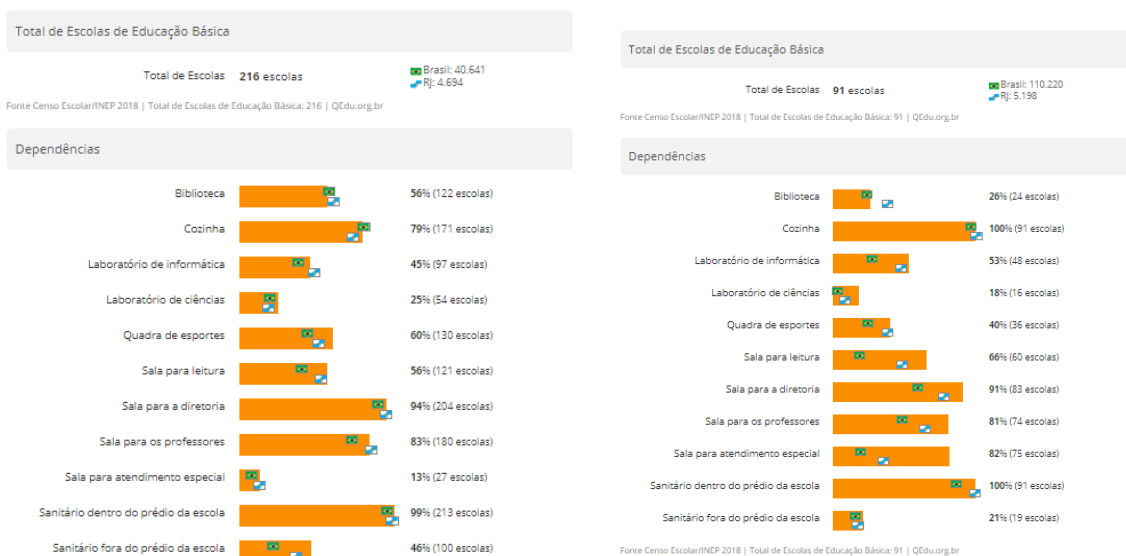 Total de Escolas de Educação Básica
Total de Escolas 216 escolas Brasil: 40.641
RJ: 4.694
Fonte Censo Escolar/INEP 2018 | Total de Escolas de Educação Básica: 216 | QEdu.org.br
Dependências
Biblioteca 56% (122 escolas)
Cozinha 79% (171 escolas)
Laboratório de informática 45% (97 escolas)
Laboratório de ciências 25% (54 escolas)
Quadra de esportes 60% (130 escolas)
Sala para leitura 56% (121 escolas)
Sala para a diretoria 94% (204 escolas)
Sala para os professores 83% (180 escolas)
Sala para atendimento especial 13% (27 escolas)
Sanitário dentro do prédio da escola 99% (213 escolas)
Sanitário fora do prédio da escola 46% (100 escolas)
Total de Escolas de Educação Básica
Total de Escolas 91 escolas Brasil: 110.220
RJ: 5.198
Fonte Censo Escolar/INEP 2018 | Total de Escolas de Educação Básica: 91 | QEdu.org.br
Dependências
Biblioteca 26% (24 escolas)
Cozinha 100% (91 escolas)
Laboratório de informática 53% (48 escolas)
Laboratório de ciências 18% (16 escolas)
Quadra de esportes 40% (36 escolas)
Sala para leitura 66% (60 escolas)
Sala para a diretoria 91% (83 escolas)
Sala para os professores 81% (74 escolas)
Sala para atendimento especial 82% (75 escolas)
Sanitário dentro do prédio da escola 100% (91 escolas)
Sanitário fora do prédio da escola 21% (19 escolas)
Fonte Censo Escolar/INEP 2018 | Total de Escolas de Educação Básica: 91 | QEdu.org.br